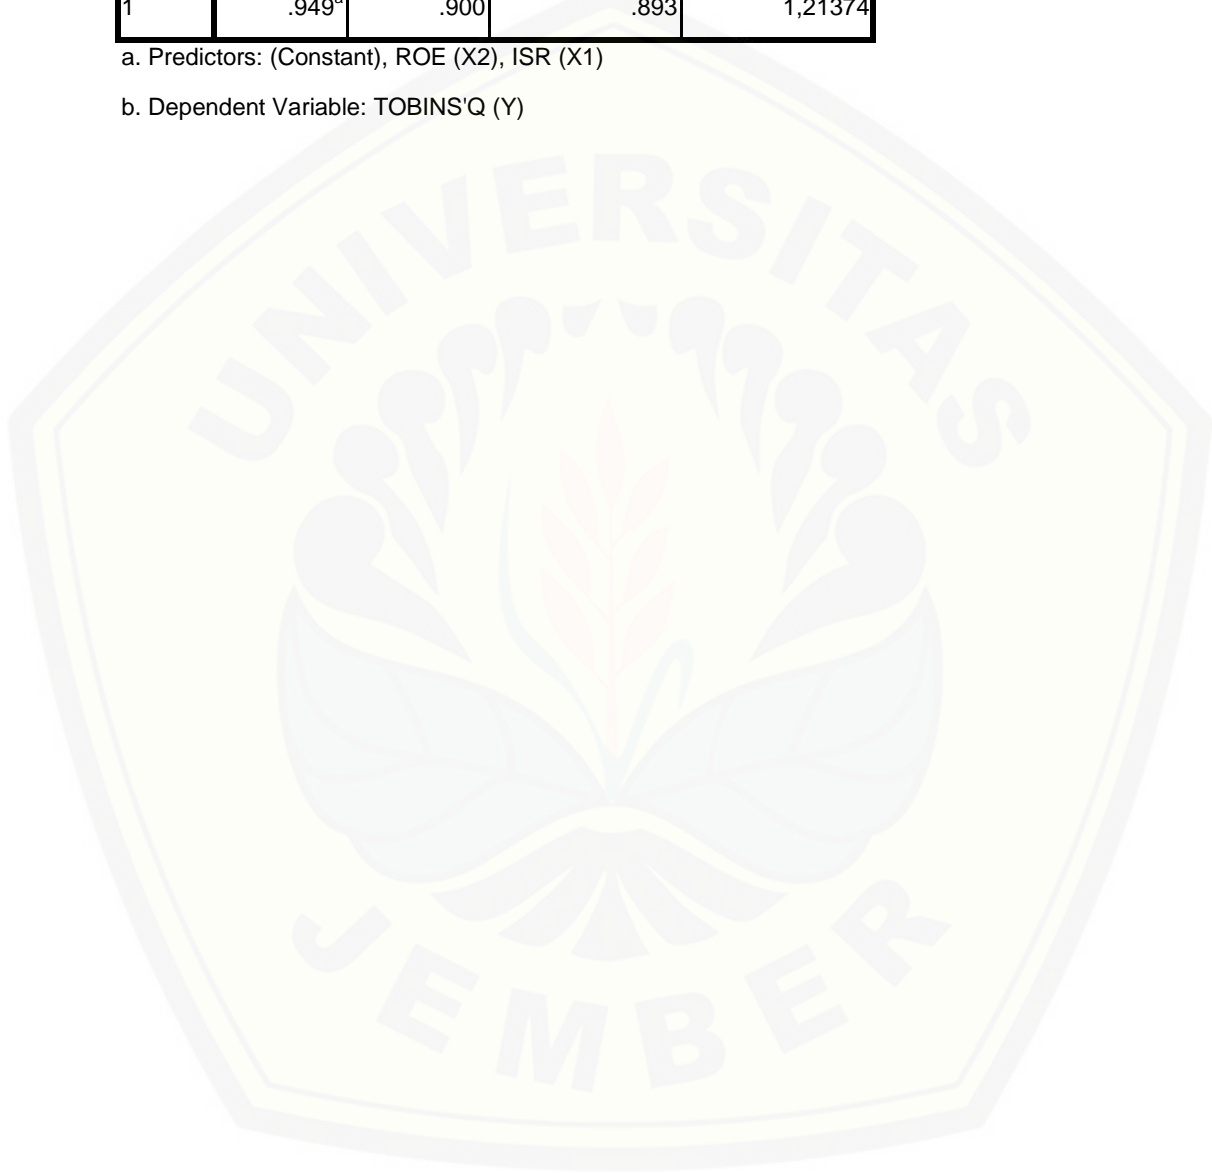 1 .949a .900 .893 1,21374
a. Predictors: (Constant), ROE (X2), ISR (X1)
b. Dependent Variable: TOBINS'Q (Y)
UNIVERSITAS
JEMBER